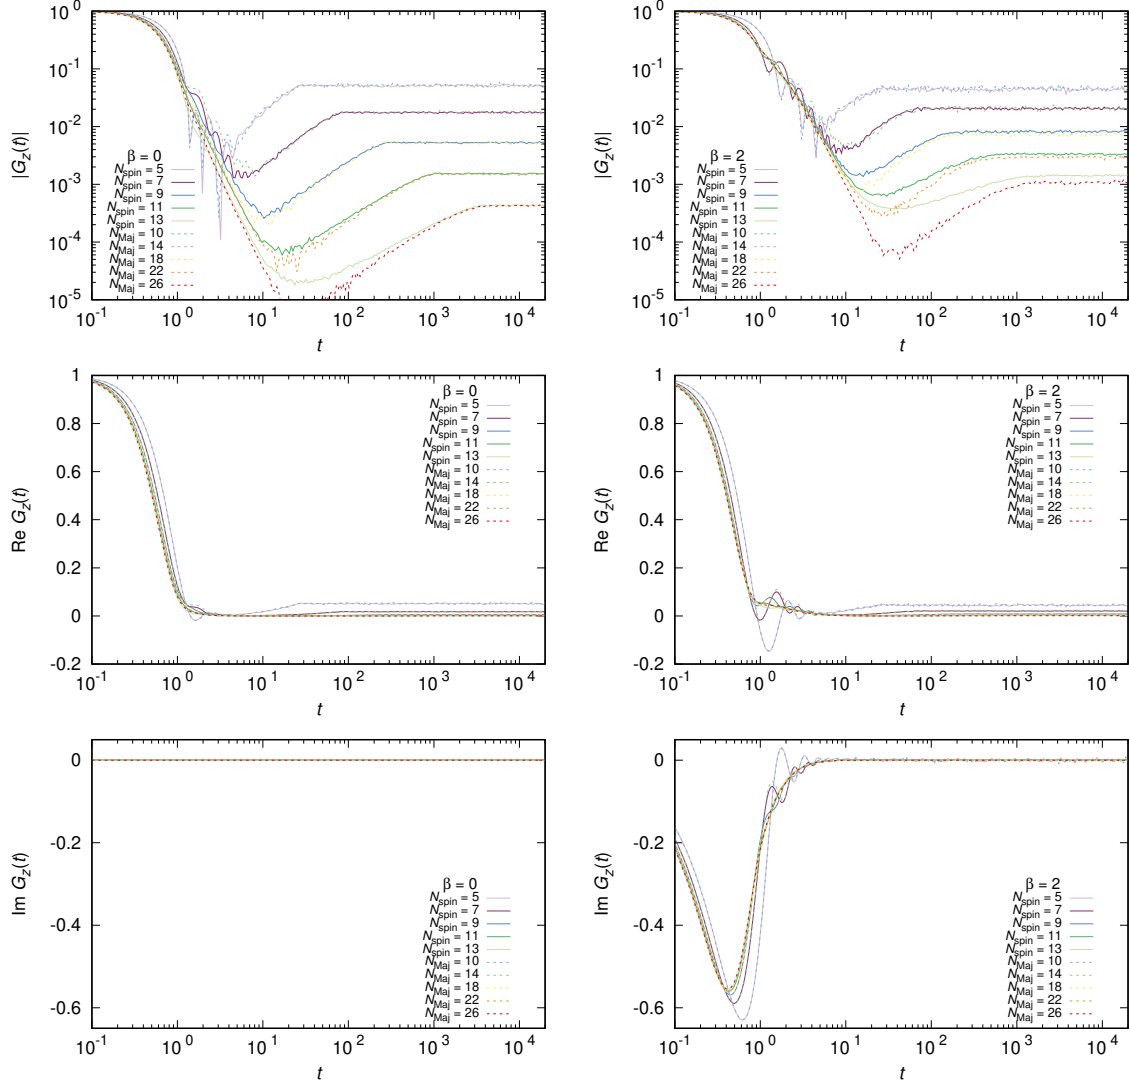 10^0
10^-1
10^-2
10^-3
10^-4
10^-5
|G_z(t)|
β = 0
N_spin = 5
N_spin = 7
N_spin = 9
N_spin = 11
N_spin = 13
N_Maj = 10
N_Maj = 14
N_Maj = 18
N_Maj = 22
N_Maj = 26
10^-1 10^0 10^1 10^2 10^3 10^4
t
10^0
10^-1
10^-2
10^-3
10^-4
10^-5
|G_z(t)|
β = 2
N_spin = 5
N_spin = 7
N_spin = 9
N_spin = 11
N_spin = 13
N_Maj = 10
N_Maj = 14
N_Maj = 18
N_Maj = 22
N_Maj = 26
10^-1 10^0 10^1 10^2 10^3 10^4
t
1
0.8
0.6
0.4
0.2
0
-0.2
Re G_z(t)
β = 0
N_spin = 5
N_spin = 7
N_spin = 9
N_spin = 11
N_spin = 13
N_Maj = 10
N_Maj = 14
N_Maj = 18
N_Maj = 22
N_Maj = 26
10^-1 10^0 10^1 10^2 10^3 10^4
t
1
0.8
0.6
0.4
0.2
0
-0.2
Re G_z(t)
β = 2
N_spin = 5
N_spin = 7
N_spin = 9
N_spin = 11
N_spin = 13
N_Maj = 10
N_Maj = 14
N_Maj = 18
N_Maj = 22
N_Maj = 26
10^-1 10^0 10^1 10^2 10^3 10^4
t
0
-0.2
-0.4
-0.6
Im G_z(t)
β = 0
N_spin = 5
N_spin = 7
N_spin = 9
N_spin = 11
N_spin = 13
N_Maj = 10
N_Maj = 14
N_Maj = 18
N_Maj = 22
N_Maj = 26
10^-1 10^0 10^1 10^2 10^3 10^4
t
0
-0.2
-0.4
-0.6
Im G_z(t)
β = 2
N_spin = 5
N_spin = 7
N_spin = 9
N_spin = 11
N_spin = 13
N_Maj = 10
N_Maj = 14
N_Maj = 18
N_Maj = 22
N_Maj = 26
10^-1 10^0 10^1 10^2 10^3 10^4
t